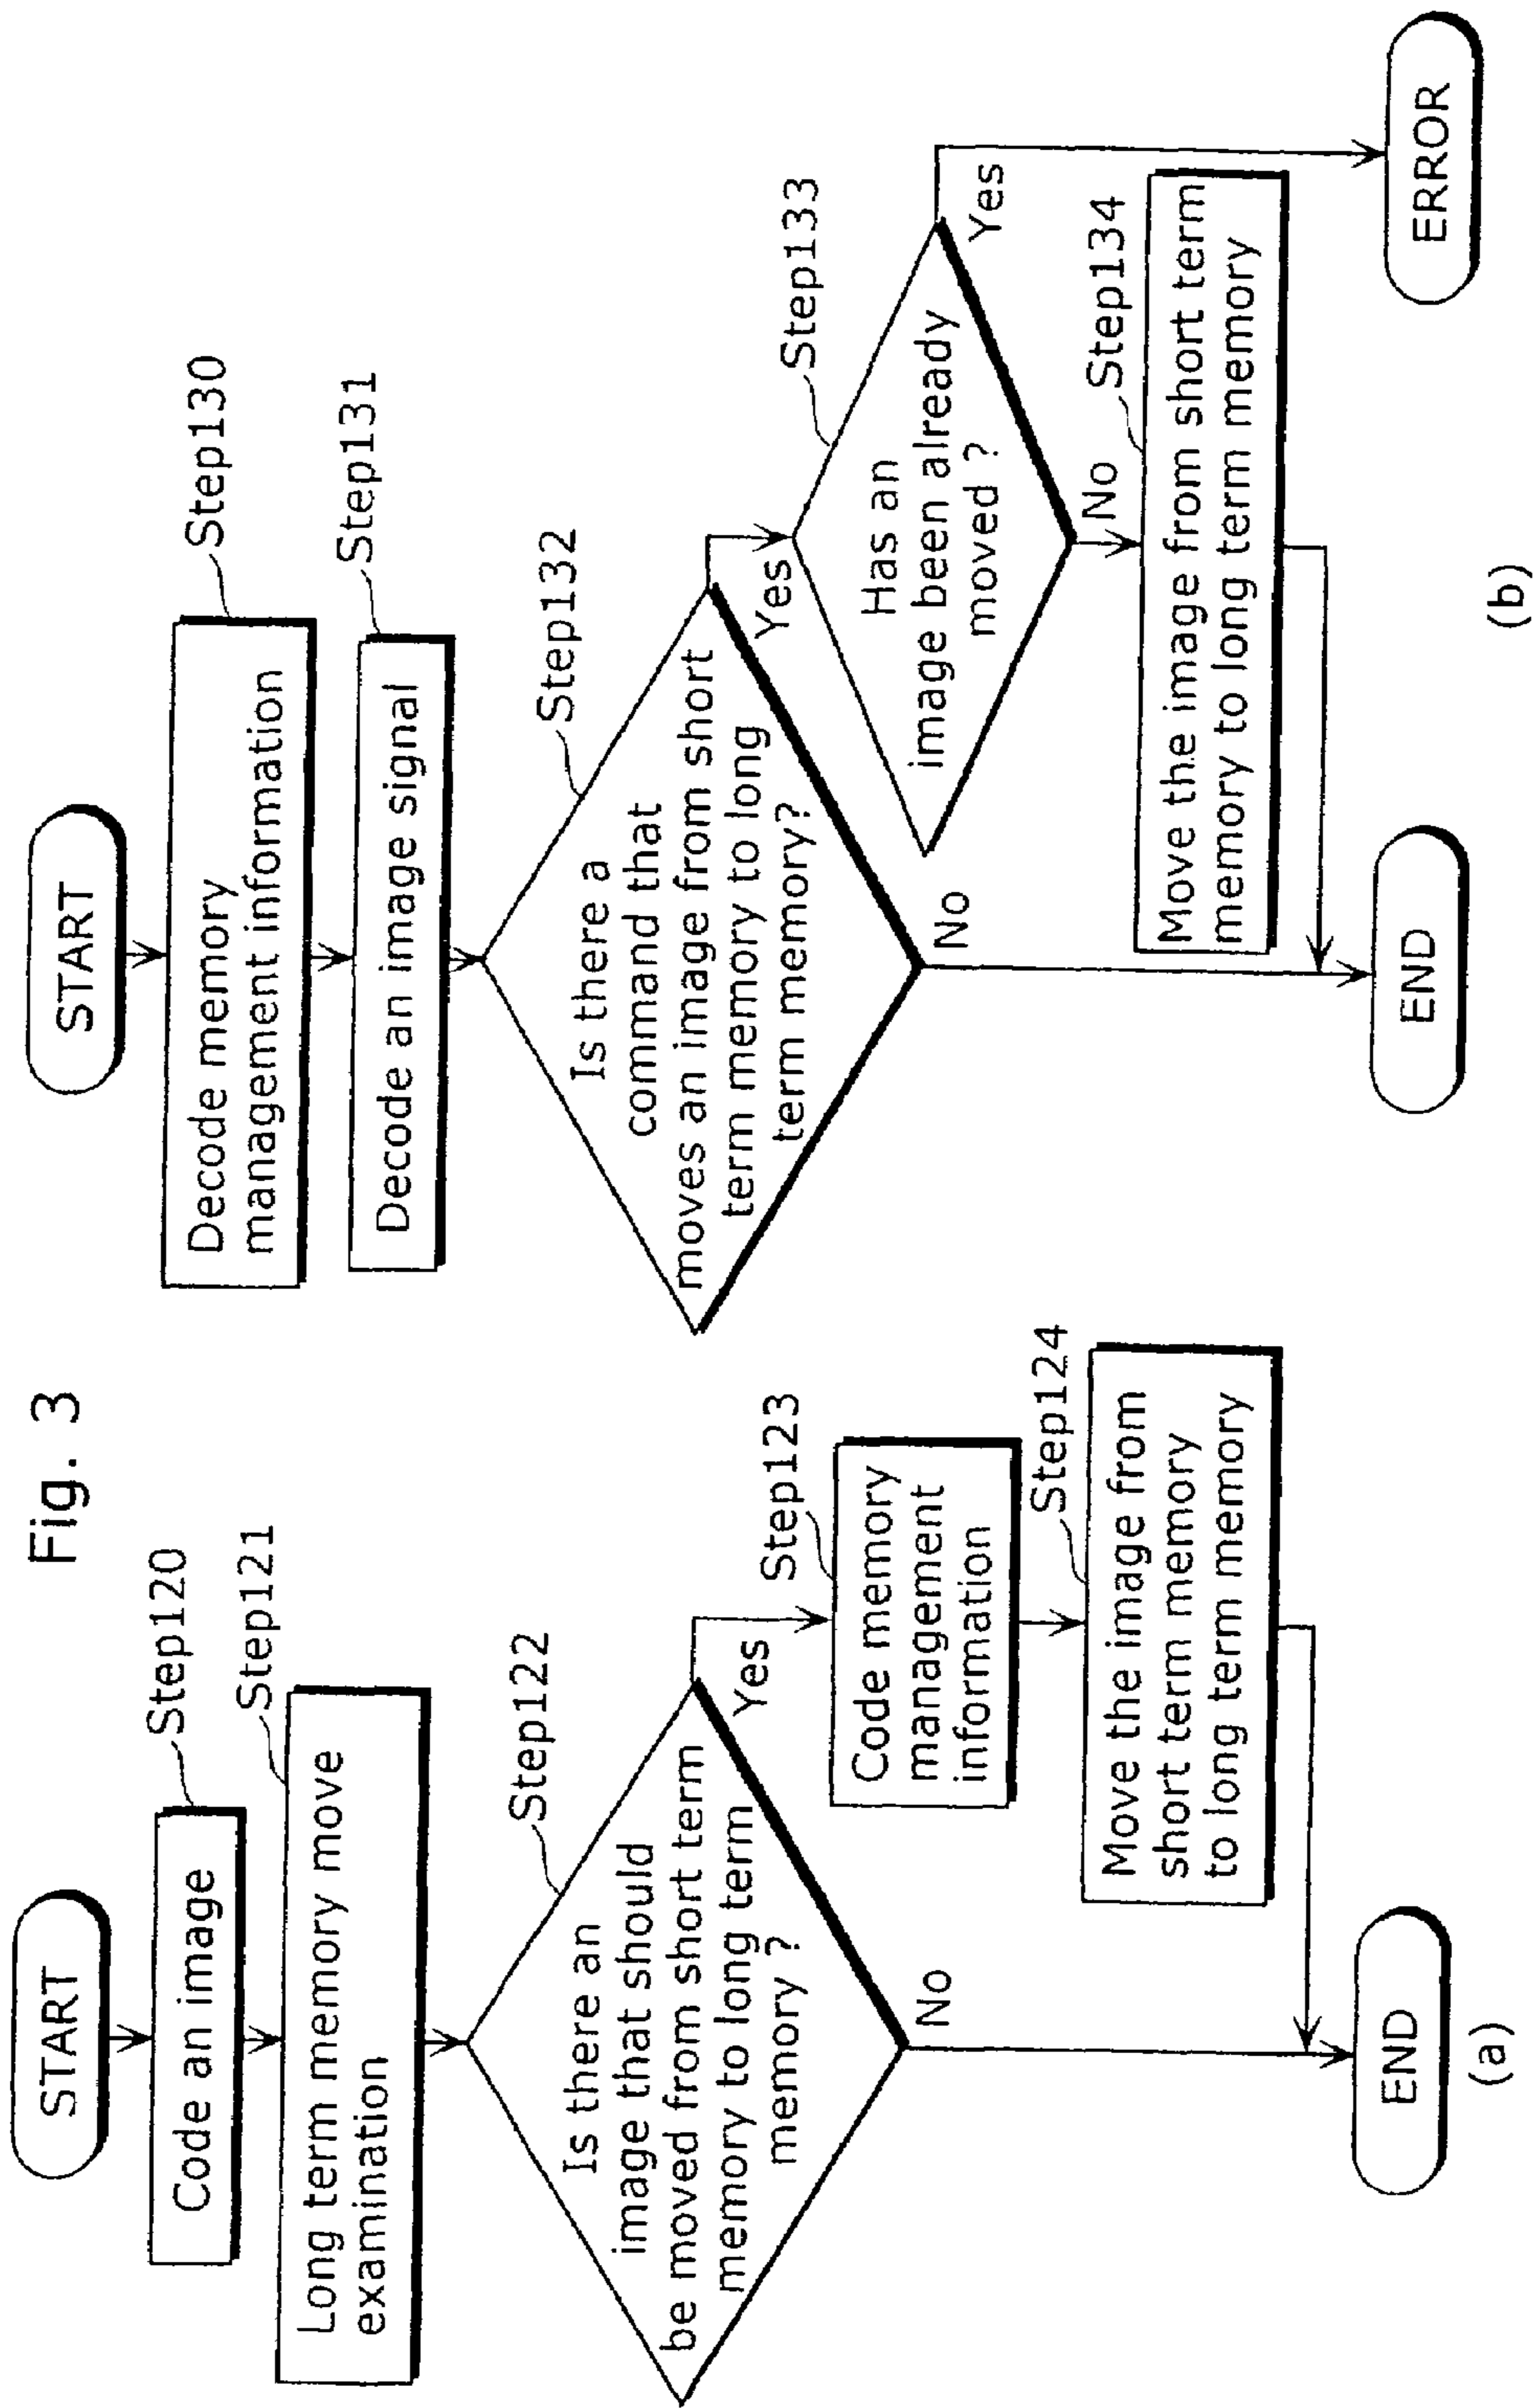 Fig. 3
START
Step120
Code an image
Step121
Long term memory move
examination
Step122
Is there an
image that should
be moved from short term
memory to long term
memory ?
Yes
No
Step123
Code memory
management
information
Step124
Move the image from
short term memory
to long term memory
END
(a)
START
Step130
Decode memory
management information
Step131
Decode an image signal
Step132
Is there a
command that
moves an image from short
term memory to long
term memory?
Yes
No
Step133
Has an
image been already
moved ?
Yes
No
Step134
Move the image from short term
memory to long term memory
END
ERROR
(b)